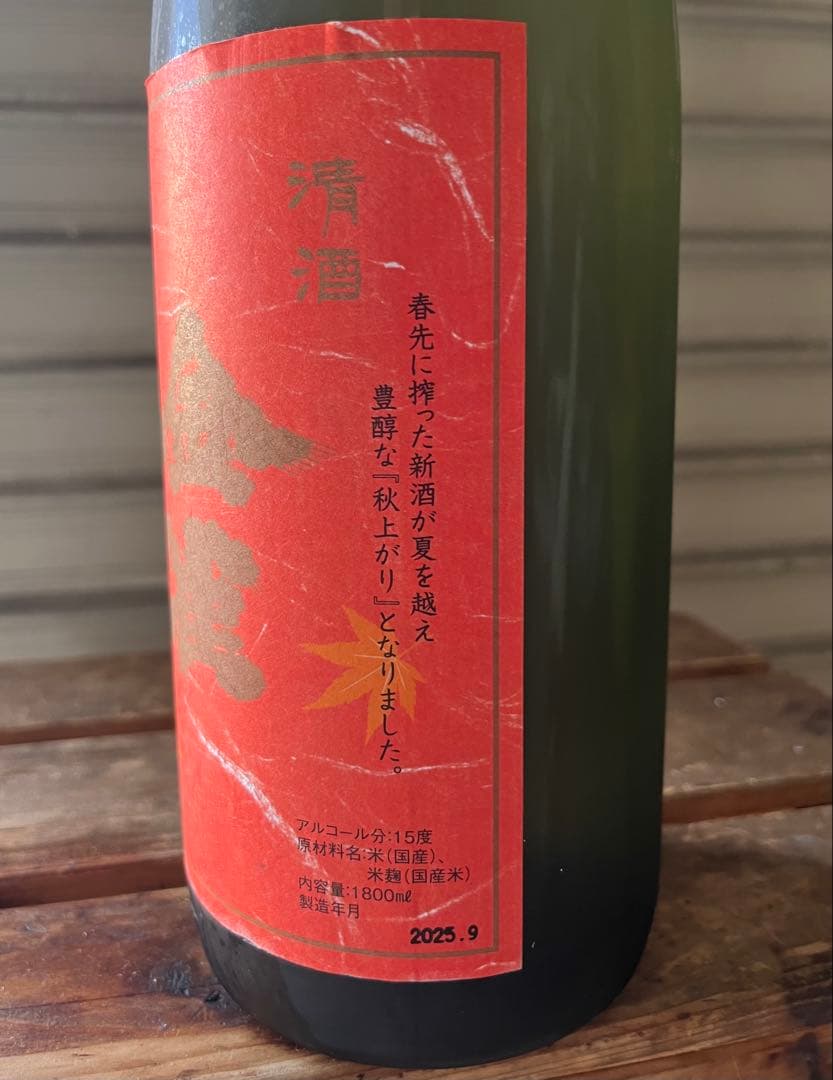 清酒
春先に搾った新酒が夏を越え
豊醇な『秋上がり』となりました。
アルコール分:15度
原材料名:米(国産)、
米麹(国産米)
内容量:1800㎖
製造年月
2025.9